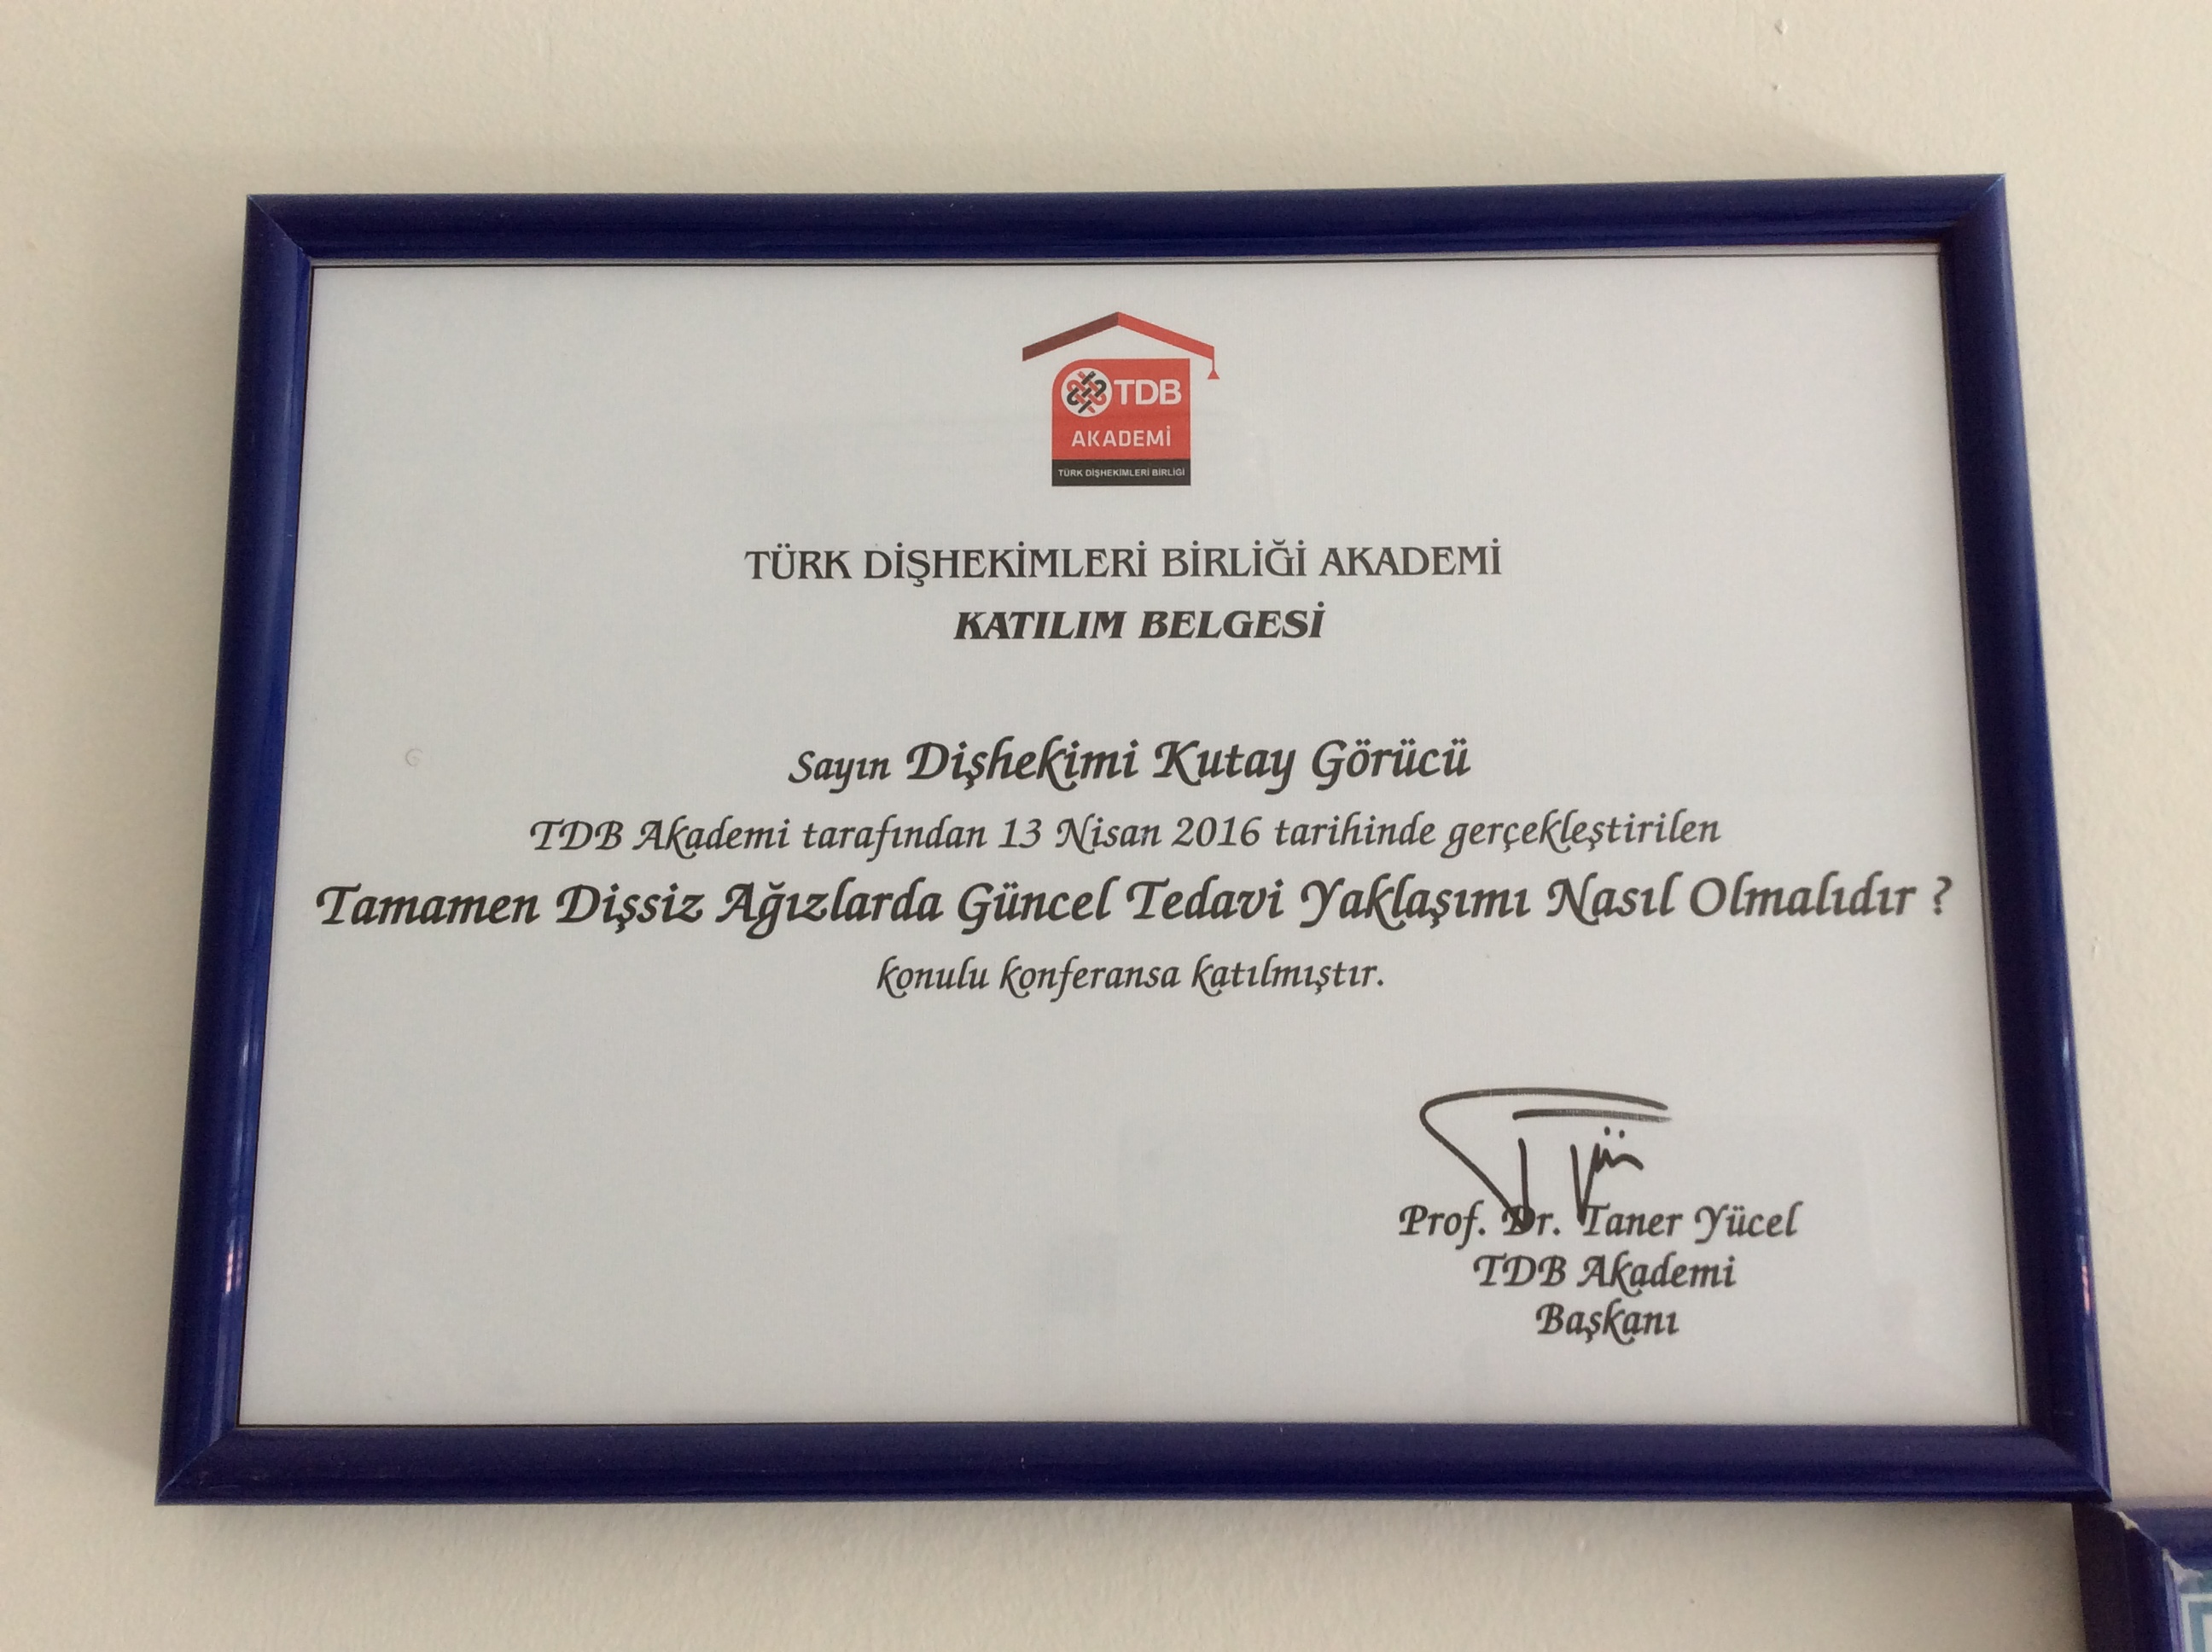 TDB
AKADEMİ
TÜRK DİŞHEKİMLERİ BİRLİĞİ
TÜRK DİŞHEKİMLERİ BİRLİĞİ AKADEMİ
KATILIM BELGESİ
Sayın Dişhekimi Kutay Görücü
TDB Akademi tarafından 13 Nisan 2016 tarihinde gerçekleştirilen
Tamamen Dişsiz Ağızlarda Güncel Tedavi Yaklaşımı Nasıl Olmalıdır ?
konulu konferansa katılmıştır.
Prof. Dr. Taner Yücel
TDB Akademi
Başkanı